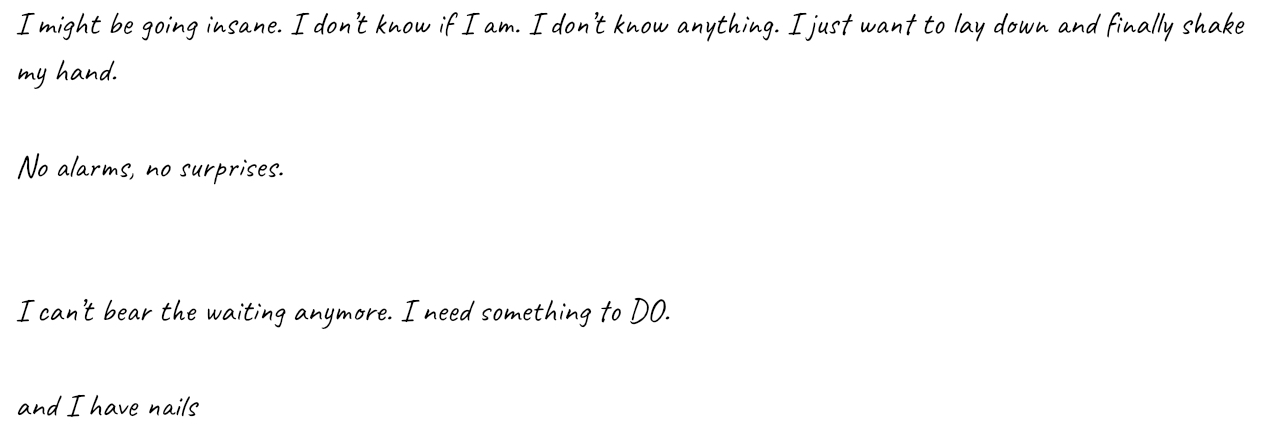 I might be going insane. I don't know if I am. I don't know anything. I just want to lay down and finally shake
my hand.
No alarms, no surprises.
I can't bear the waiting anymore. I need something to DO.
and I have nails